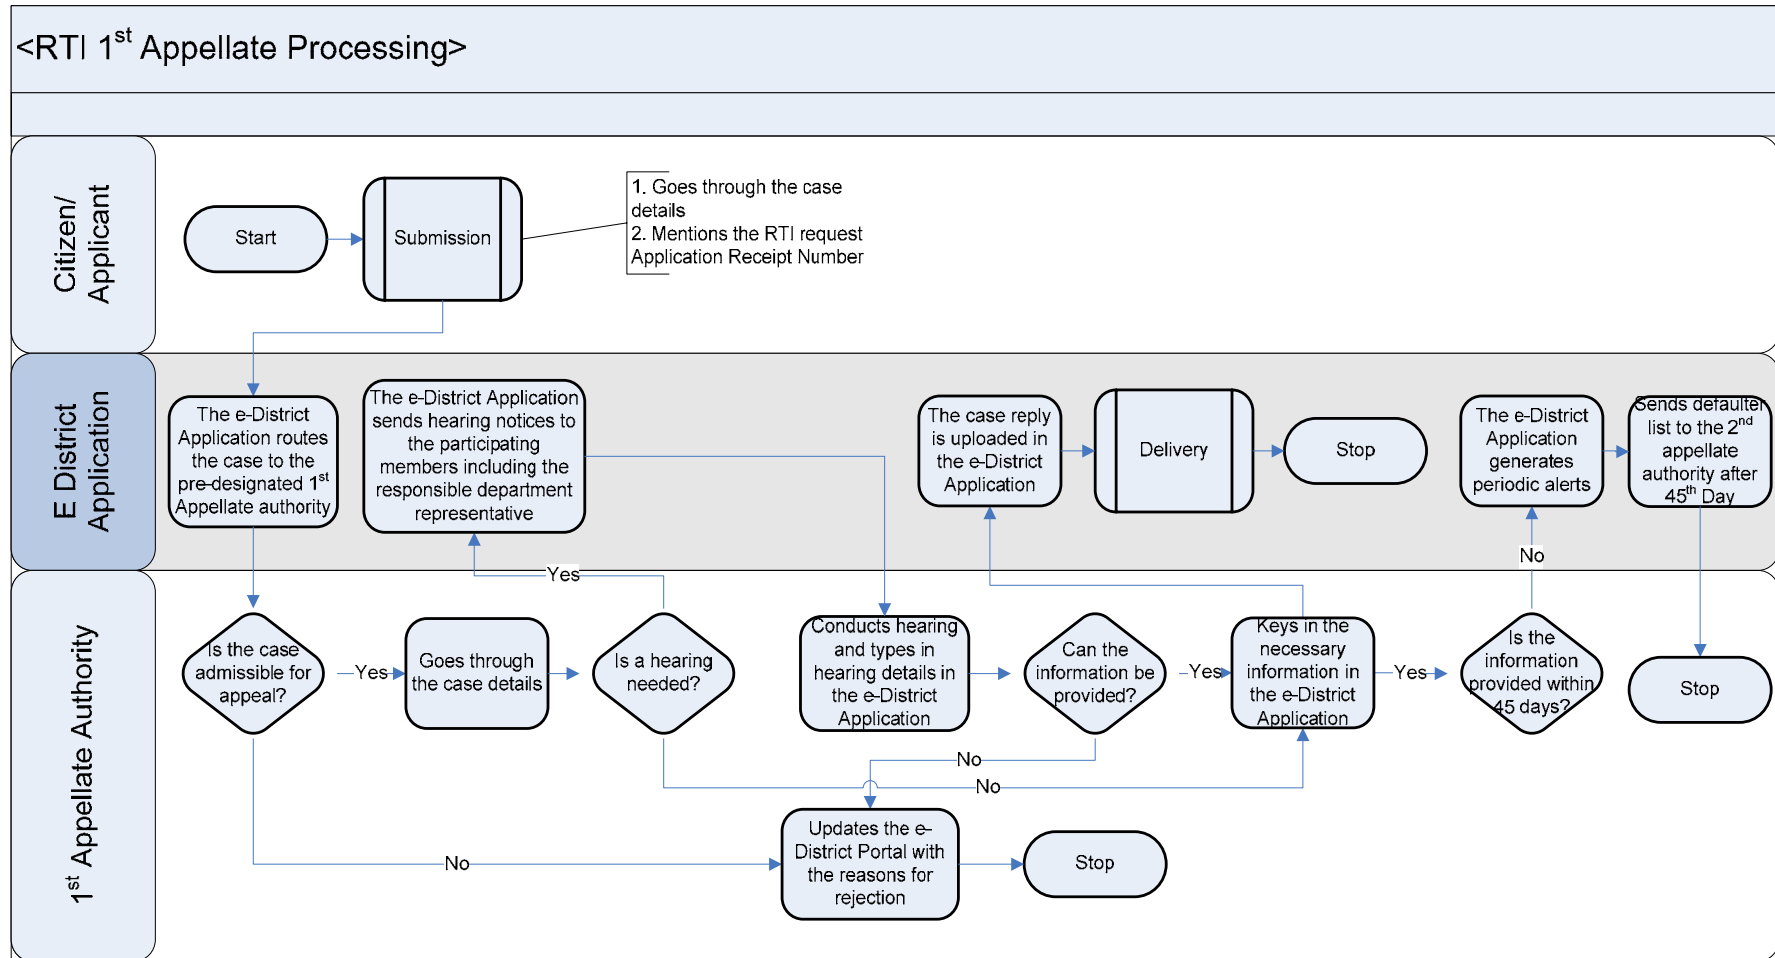 <RTI 1st Appellate Processing>
Citizen/
Applicant
Start
Submission
1. Goes through the case
details
2. Mentions the RTI request
Application Receipt Number
E District
Application
The e-District
Application routes
the case to the
pre-designated 1st
Appellate authority
The e-District Application
sends hearing notices to
the participating
members including the
responsible department
representative
The case reply
is uploaded in
the e-District
Application
Delivery
Stop
The e-District
Application
generates
periodic alerts
Sends defaulter
list to the 2nd
appellate
authority after
45th Day
Yes
No
1st Appellate Authority
Is the case
admissible for
appeal?
Yes
Goes through
the case details
Is a hearing
needed?
Conducts hearing
and types in
hearing details in
the e-District
Application
Can the
information be
provided?
Yes
Keys in the
necessary
information in
the e-District
Application
Yes
Is the
information
provided within
45 days?
Stop
No
No
No
Updates the e-
District Portal with
the reasons for
rejection
Stop